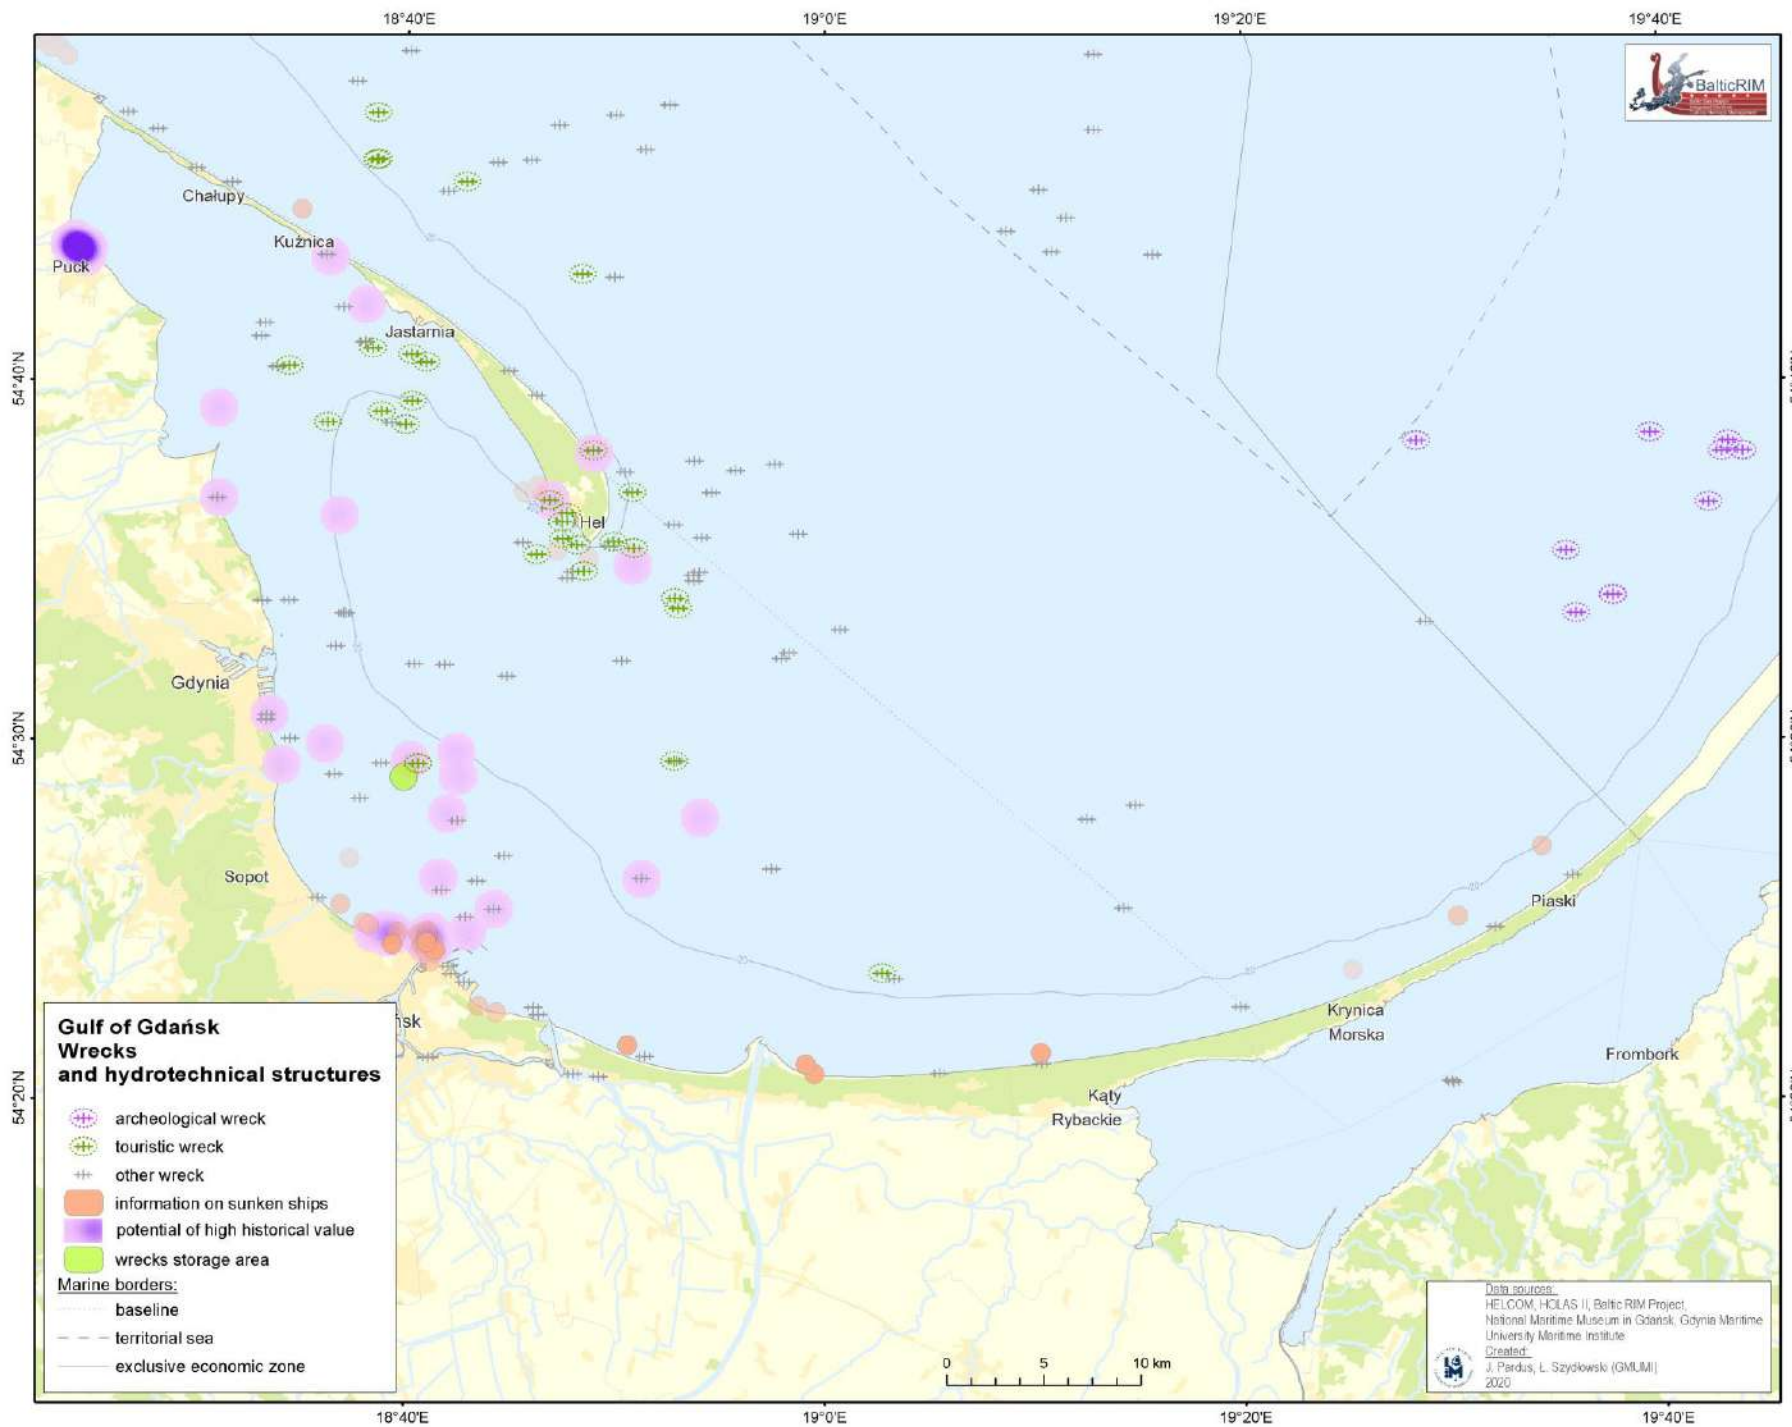 18°40'E
19°0'E
19°20'E
19°40'E
BalticRIM
Chałupy
Kuźnica
Puck
Jastarnia
54°40'N
Hel
Gdynia
54°30'N
Sopot
Piaski
20
20
20
Krynica
Morska
Frombork
Kąty
Rybackie
54°20'N
ńsk
Gulf of Gdańsk
Wrecks
and hydrotechnical structures
archeological wreck
touristic wreck
other wreck
information on sunken ships
potential of high historical value
wrecks storage area
Marine borders:
baseline
territorial sea
exclusive economic zone
0 5 10 km
Data sources:
HELCOM, HOLAS II, Baltic RIM Project,
National Maritime Museum in Gdańsk, Gdynia Maritime
University Maritime Institute
Created:
J. Pardus, Ł. Szydłowski (GMUMI)
2020
18°40'E
19°0'E
19°20'E
19°40'E